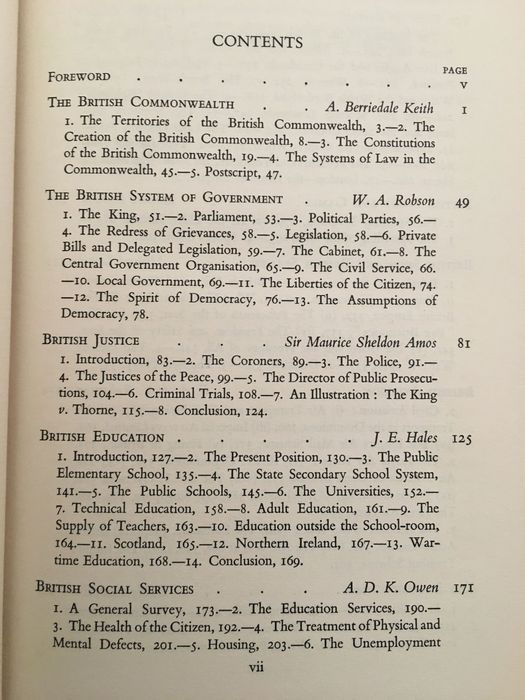 CONTENTS
PAGE
FOREWORD . . . . . . . v
THE BRITISH COMMONWEALTH . . A. Berriedale Keith 1
1. The Territories of the British Commonwealth, 3.—2. The
Creation of the British Commonwealth, 8.—3. The Constitutions
of the British Commonwealth, 19.—4. The Systems of Law in the
Commonwealth, 45.—5. Postscript, 47.
THE BRITISH SYSTEM OF GOVERNMENT . W. A. Robson 49
1. The King, 51.—2. Parliament, 53.—3. Political Parties, 56.—
4. The Redress of Grievances, 58.—5. Legislation, 58.—6. Private
Bills and Delegated Legislation, 59.—7. The Cabinet, 61.—8. The
Central Government Organisation, 65.—9. The Civil Service, 66.
—10. Local Government, 69.—11. The Liberties of the Citizen, 74.
—12. The Spirit of Democracy, 76.—13. The Assumptions of
Democracy, 78.
BRITISH JUSTICE . . . Sir Maurice Sheldon Amos 81
1. Introduction, 83.—2. The Coroners, 89.—3. The Police, 91.—
4. The Justices of the Peace, 99.—5. The Director of Public Prosecu-
tions, 104.—6. Criminal Trials, 108.—7. An Illustration : The King
v. Thorne, 115.—8. Conclusion, 124.
BRITISH EDUCATION . . . . J. E. Hales 125
1. Introduction, 127.—2. The Present Position, 130.—3. The Public
Elementary School, 135.—4. The State Secondary School System,
141.—5. The Public Schools, 145.—6. The Universities, 152.—
7. Technical Education, 158.—8. Adult Education, 161.—9. The
Supply of Teachers, 163.—10. Education outside the School-room,
164.—11. Scotland, 165.—12. Northern Ireland, 167.—13. War-
time Education, 168.—14. Conclusion, 169.
BRITISH SOCIAL SERVICES . . . A. D. K. Owen 171
1. A General Survey, 173.—2. The Education Services, 190.—
3. The Health of the Citizen, 192.—4. The Treatment of Physical and
Mental Defects, 201.—5. Housing, 203.—6. The Unemployment
vii